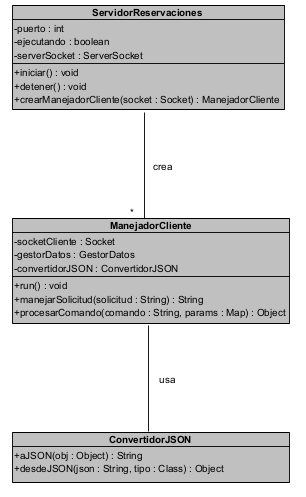 ServidorReservaciones
-puerto : int
-ejecutando : boolean
-serverSocket : ServerSocket
+iniciar() : void
+detener() : void
+crearManejadorCliente(socket : Socket) : ManejadorCliente
crea
*
ManejadorCliente
-socketCliente : Socket
-gestorDatos : GestorDatos
-convertidorJSON : ConvertidorJSON
+run() : void
+manejarSolicitud(solicitud : String) : String
+procesarComando(comando : String, params : Map) : Object
usa
ConvertidorJSON
+aJSON(obj : Object) : String
+desdeJSON(json : String, tipo : Class) : Object